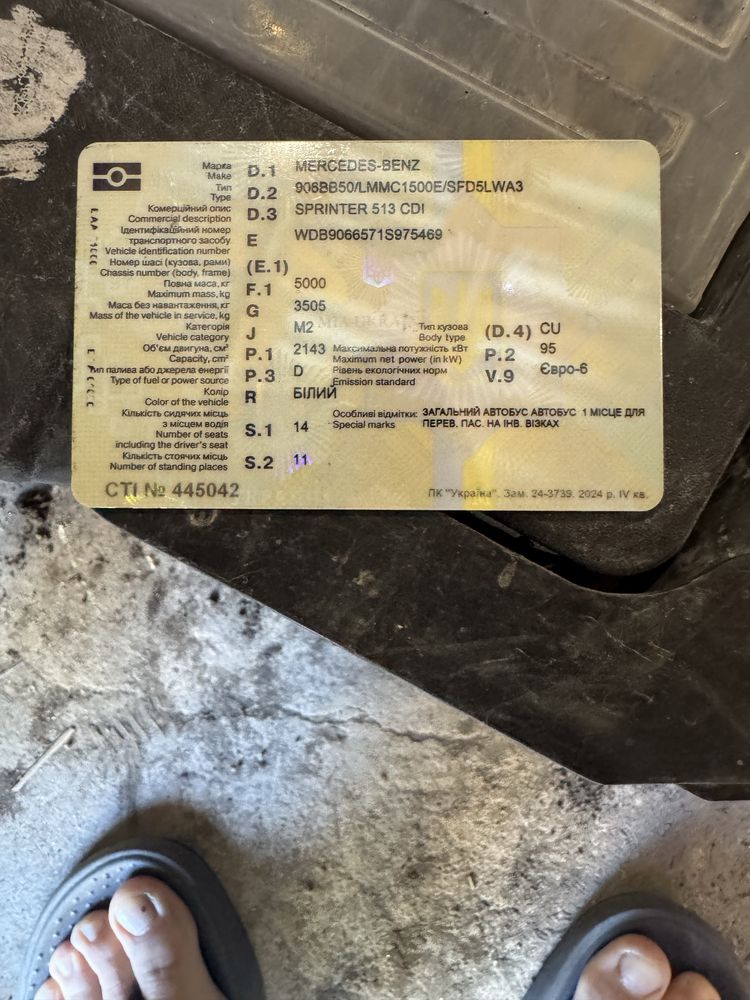 Марка
Make D.1 MERCEDES-BENZ
Тип
Type D.2 906BB50/LMMC1500E/SFD5LWA3
Комерційний опис
Commercial description D.3 SPRINTER 513 CDI
Ідентифікаційний номер
транспортного засобу
Vehicle identification number E WDB9066571S975469
Номер шасі (кузова, рами)
Chassis number (body, frame) (E.1)
Повна маса, кг
Maximum mass, kg F.1 5000
Маса без навантаження, кг
Mass of the vehicle in service, kg G 3505
Категорія
Vehicle category J M2
Тип кузова
Body type (D.4) CU
Об'єм двигуна, см³
Capacity, cm³ P.1 2143
Максимальна потужність кВт
Maximum net power (in kW) P.2 95
Тип палива або джерела енергії
Type of fuel or power source P.3 D
Рівень екологічних норм
Emission standard V.9 Євро-6
Колір
Color of the vehicle R БІЛИЙ
Кількість сидячих місць
з місцем водія
Number of seats
including the driver's seat S.1 14
Особливі відмітки: ЗАГАЛЬНИЙ АВТОБУС АВТОБУС 1 МІСЦЕ ДЛЯ
Special marks ПЕРЕВ. ПАС. НА ІНВ. ВІЗКАХ
Кількість стоячих місць
Number of standing places S.2 11
СТІ № 445042
ПК "Україна". Зам. 24-3739. 2024 р. IV кв.